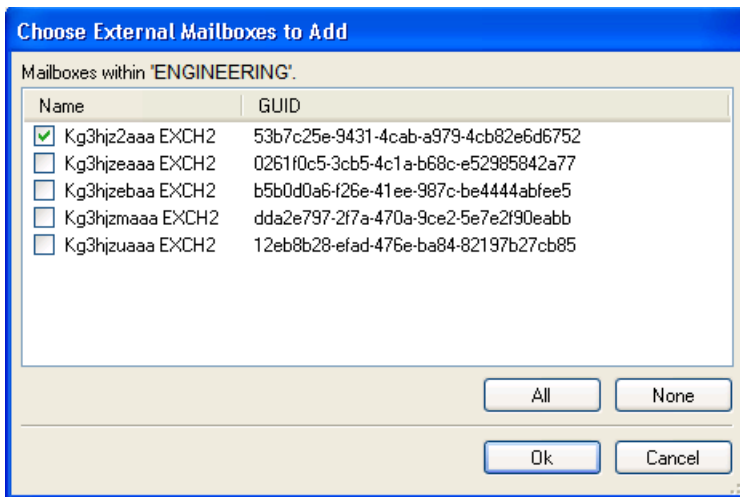 Choose External Mailboxes to Add
Mailboxes within 'ENGINEERING'.
Name GUID
Kg3hjz2aaa EXCH2 53b7c25e-9431-4cab-a979-4cb82e6d6752
Kg3hjzeaaa EXCH2 0261f0c5-3cb5-4c1a-b68c-e52985842a77
Kg3hjzebaa EXCH2 b5b0d0a6-f26e-41ee-987c-be4444abfee5
Kg3hjzmaaa EXCH2 dda2e797-2f7a-470a-9ce2-5e7e2f90eabb
Kg3hjzuaaa EXCH2 12eb8b28-efad-476e-ba84-82197b27cb85
All None
Ok Cancel